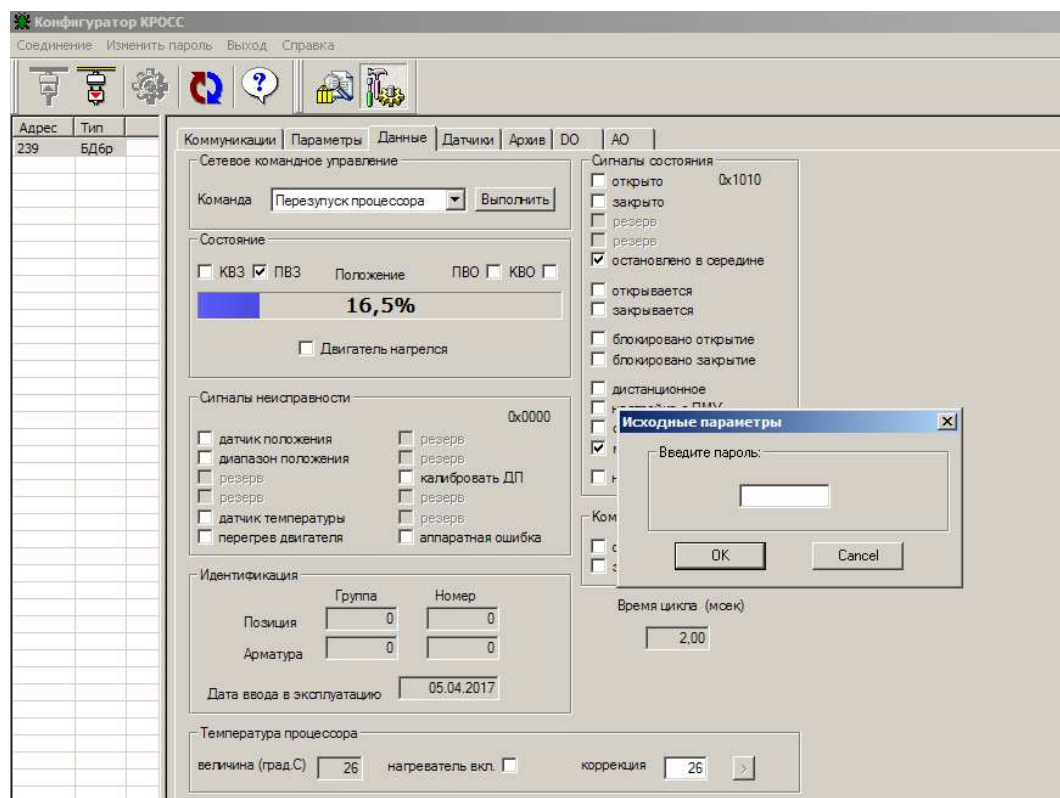 Конфигуратор КРОСС
Соединение Изменить пароль Выход Справка
Адрес Тип
239 БД6р
Коммуникации Параметры Данные Датчики Архив DO AO
Сетевое командное управление
Команда Перезупуск процессора Выполнить
Состояние
КВЗ ПВЗ Положение ПВО КВО
16,5%
Двигатель нагрелся
Сигналы неисправности
0x0000
датчик положения резерв
диапазон положения резерв
резерв калибровать ДП
резерв резерв
датчик температуры резерв
перегрев двигателя аппаратная ошибка
Идентификация
Группа Номер
Позиция 0 0
Арматура 0 0
Дата ввода в эксплуатацию 05.04.2017
Температура процессора
величина (град.С) 26 нагреватель вкл. коррекция 26 >
Сигналы состояния
открыто 0x1010
закрыто
резерв
резерв
остановлено в середине
открывается
закрывается
блокировано открытие
блокировано закрытие
дистанционное
Исходные параметры
Введите пароль:
OK Cancel
Ком
Время цикла (мсек)
2,00